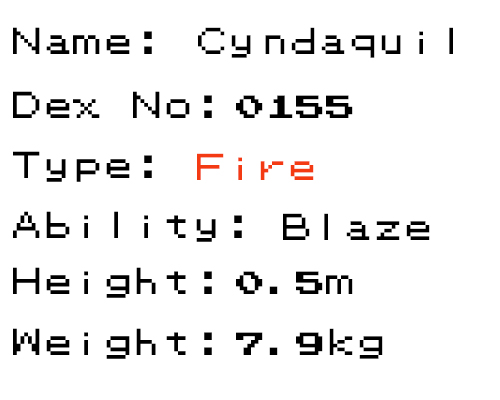 Name: Cyndaquil
Dex No: 0155
Type: Fire
Ability: Blaze
Height: 0.5m
Weight: 7.9kg